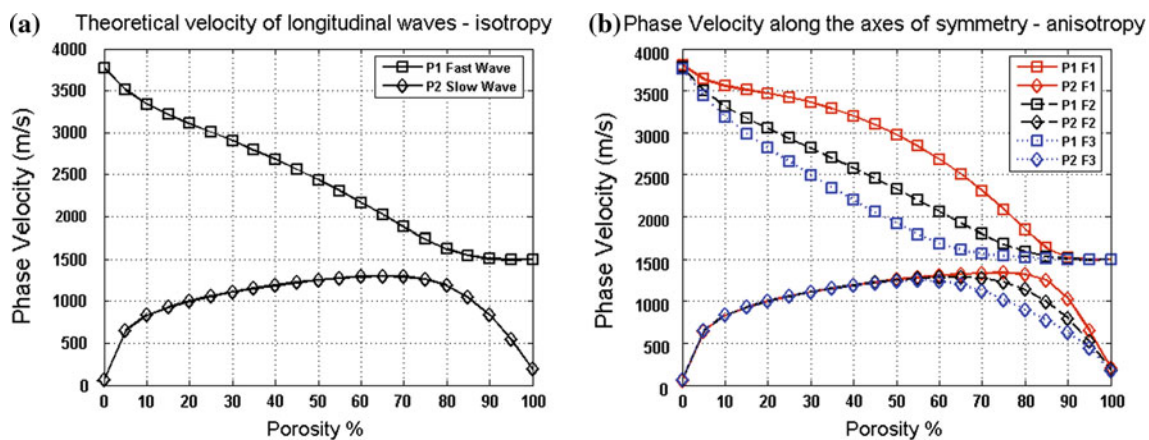 (a) Theoretical velocity of longitudinal waves - isotropy
4000
3500
3000
2500
2000
1500
1000
500
0
Phase Velocity (m/s)
P1 Fast Wave
P2 Slow Wave
0 10 20 30 40 50 60 70 80 90 100
Porosity %
(b) Phase Velocity along the axes of symmetry - anisotropy
4000
3500
3000
2500
2000
1500
1000
500
0
Phase Velocity (m/s)
P1 F1
P2 F1
P1 F2
P2 F2
P1 F3
P2 F3
0 10 20 30 40 50 60 70 80 90 100
Porosity %